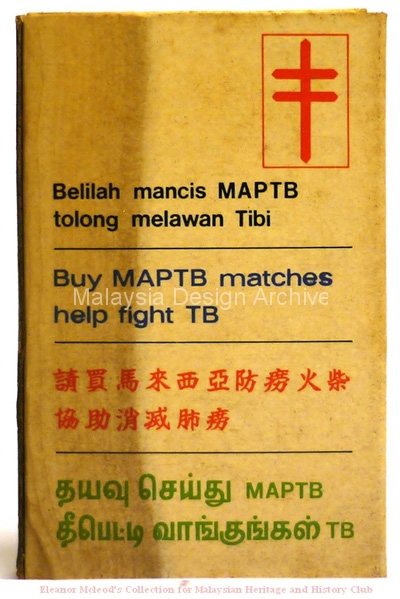 Belilah mancis MAPTB
tolong melawan Tibi
Buy MAPTB matches
Malaysia Design Archive
help fight TB
請買馬來西亞防癆火柴
協助消滅肺癆
தயவு செய்து MAPTB
தீபெட்டி வாங்குங்கள் TB
Eleanor Mcleod's Collection for Malaysian Heritage and History Club